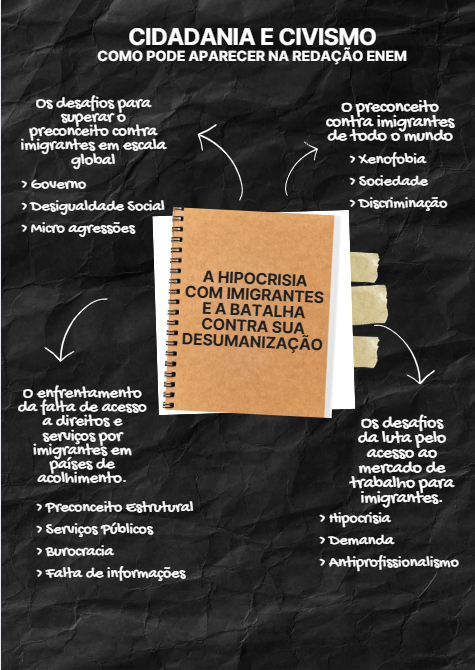 CIDADANIA E CIVISMO
COMO PODE APARECER NA REDAÇÃO ENEM
Os desafios para
superar o
preconceito contra
imigrantes em escala
global
> Governo
> Desigualdade Social
> Micro agressões
O preconceito
contra imigrantes
de todo o mundo
> Xenofobia
> Sociedade
> Discriminação
A HIPOCRISIA
COM IMIGRANTES
E A BATALHA
CONTRA SUA
DESUMANIZAÇÃO
O enfrentamento
da falta de acesso
a direitos e
serviços por
imigrantes em
países de
acolhimento.
> Preconceito Estrutural
> Serviços Públicos
> Burocracia
> Falta de informações
Os desafios
da luta pelo
acesso ao
mercado de
trabalho para
imigrantes.
> Hipocrisia
> Demanda
> Antiprofissionalismo